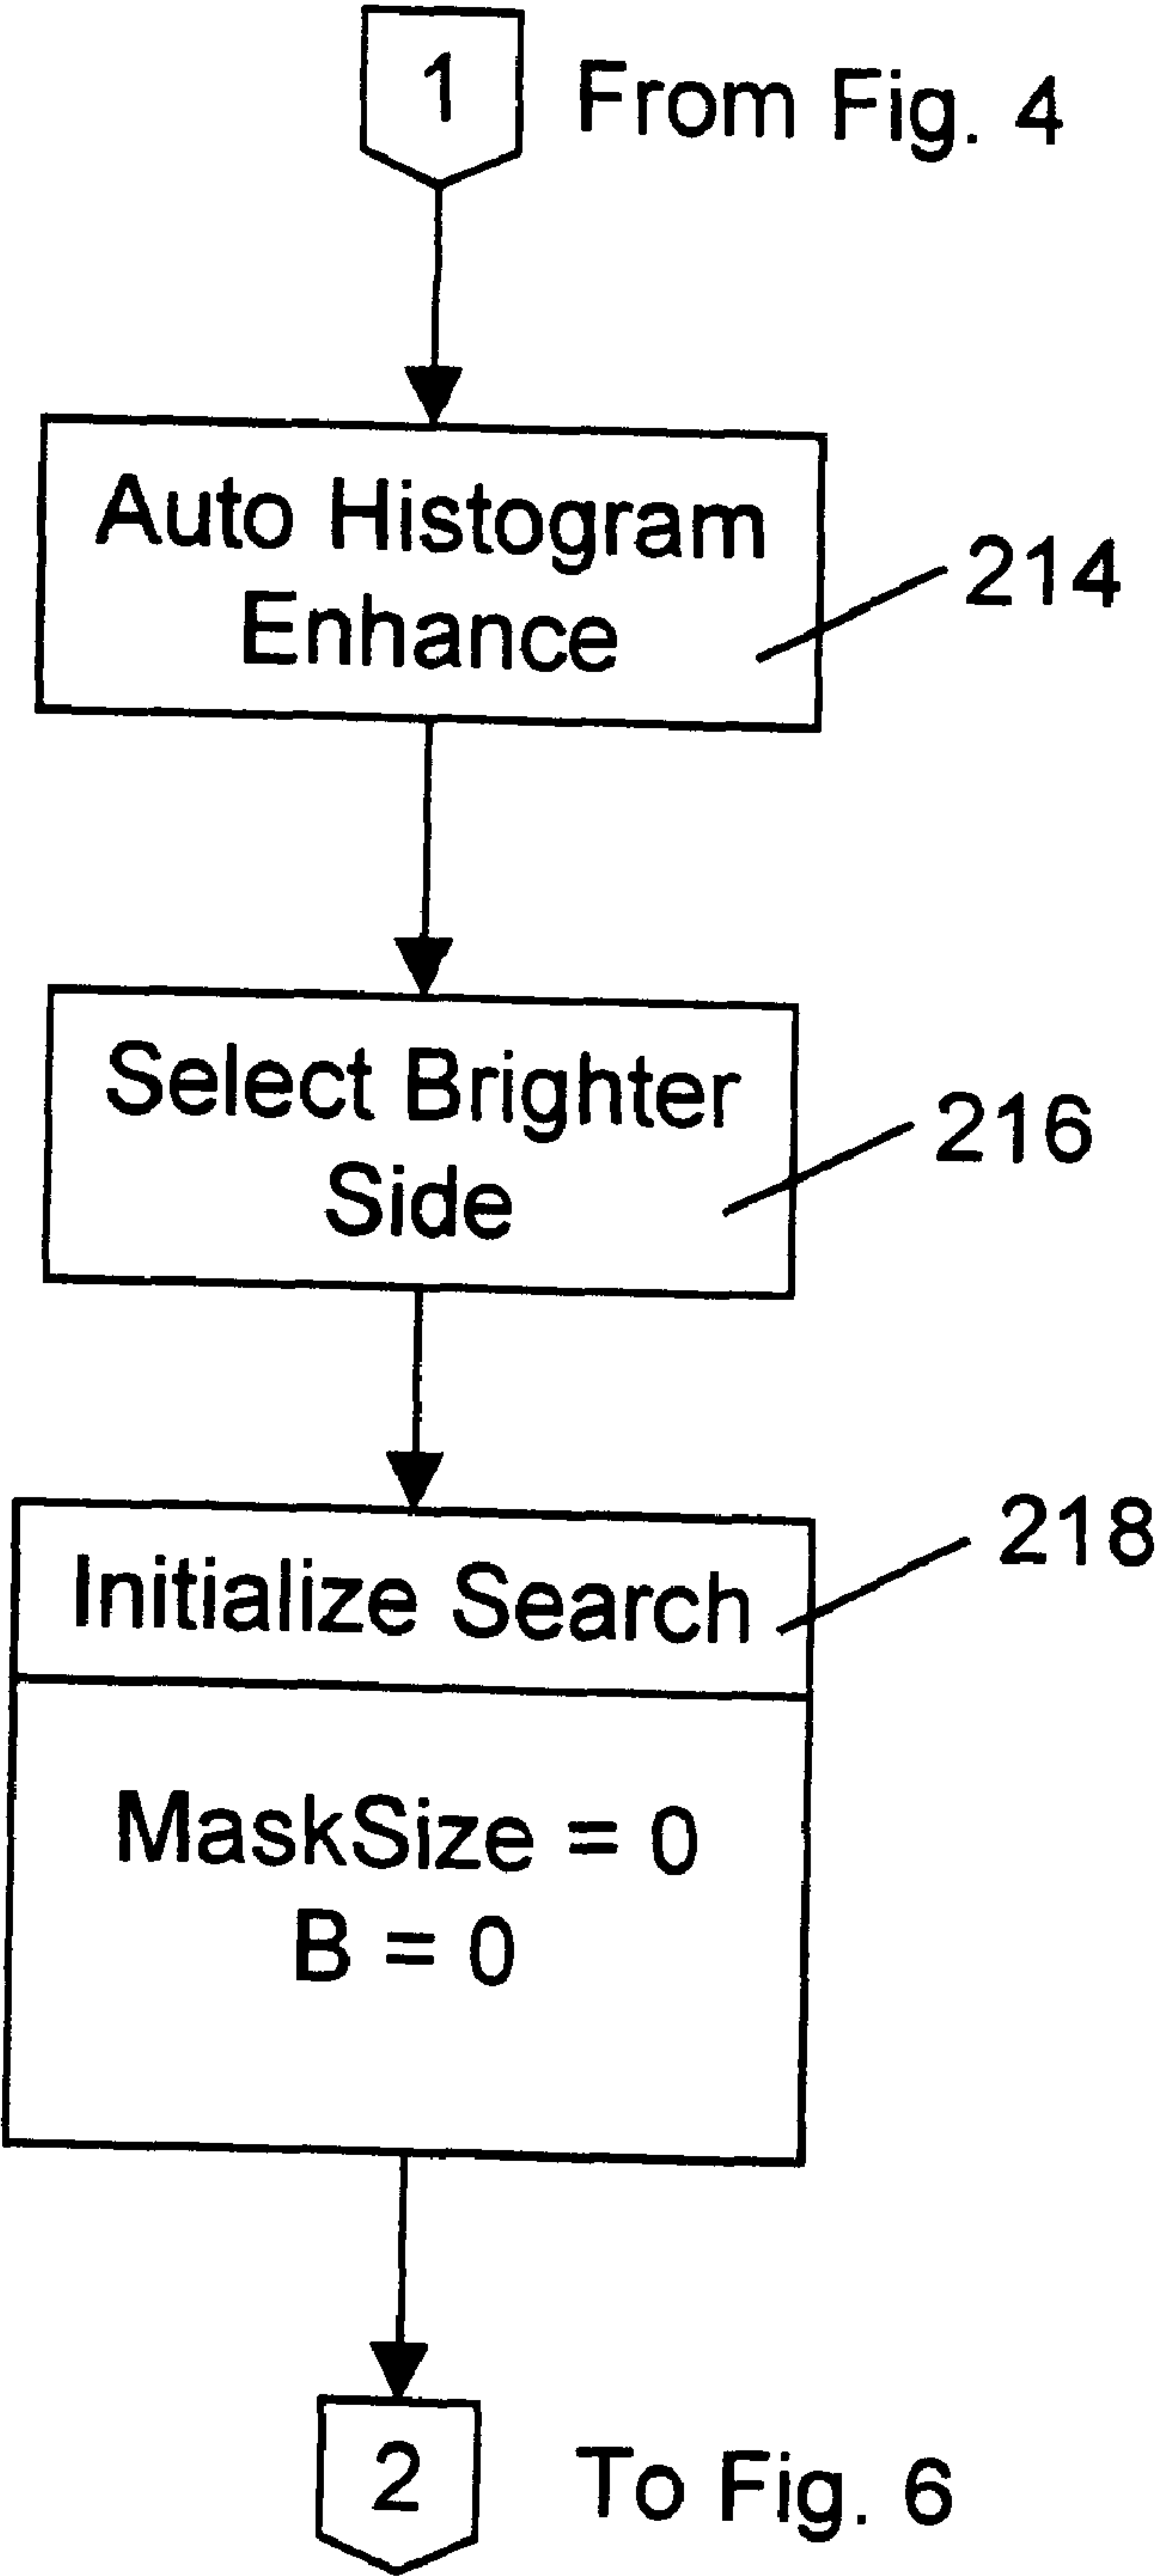 1 From Fig. 4
Auto Histogram
Enhance
214
Select Brighter
Side
216
Initialize Search
218
MaskSize = 0
B = 0
2 To Fig. 6